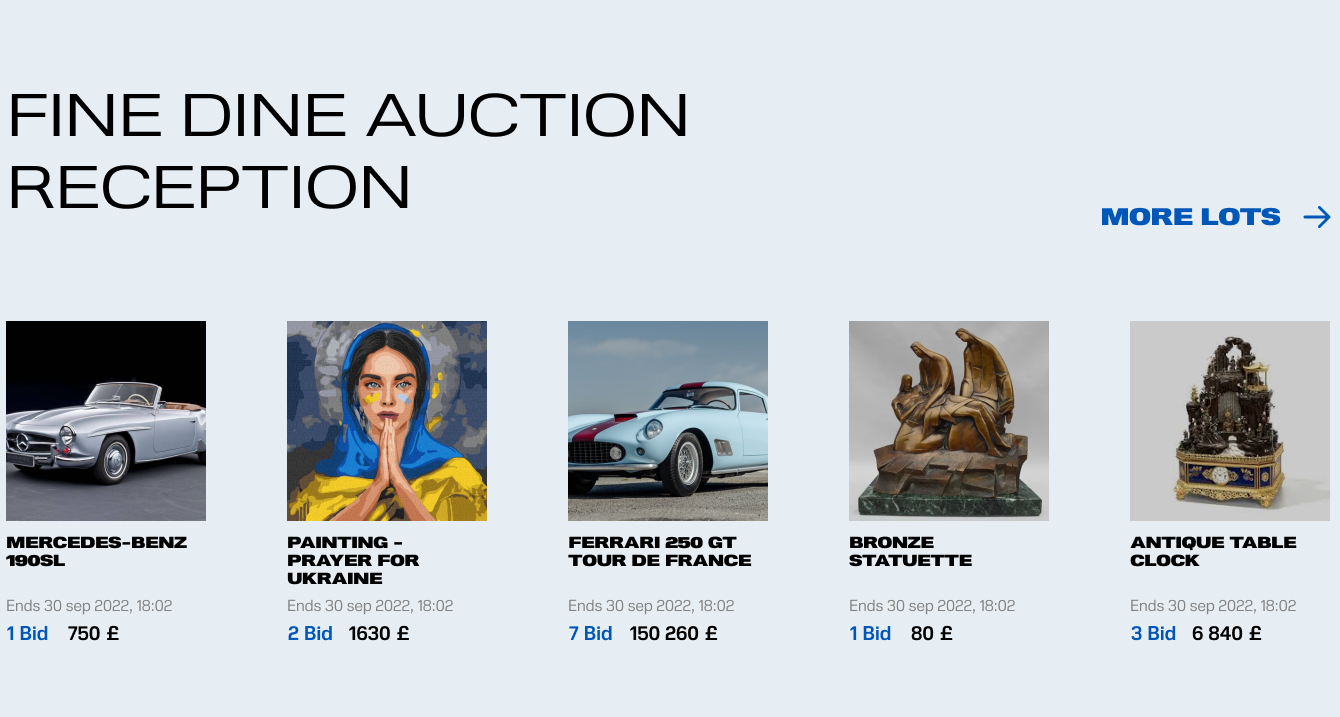 FINE DINE AUCTION
RECEPTION
MORE LOTS
MERCEDES-BENZ
190SL
Ends 30 sep 2022, 18:02
1 Bid 750 £
PAINTING -
PRAYER FOR
UKRAINE
Ends 30 sep 2022, 18:02
2 Bid 1630 £
FERRARI 250 GT
TOUR DE FRANCE
Ends 30 sep 2022, 18:02
7 Bid 150 260 £
BRONZE
STATUETTE
Ends 30 sep 2022, 18:02
1 Bid 80 £
ANTIQUE TABLE
CLOCK
Ends 30 sep 2022, 18:02
3 Bid 6 840 £